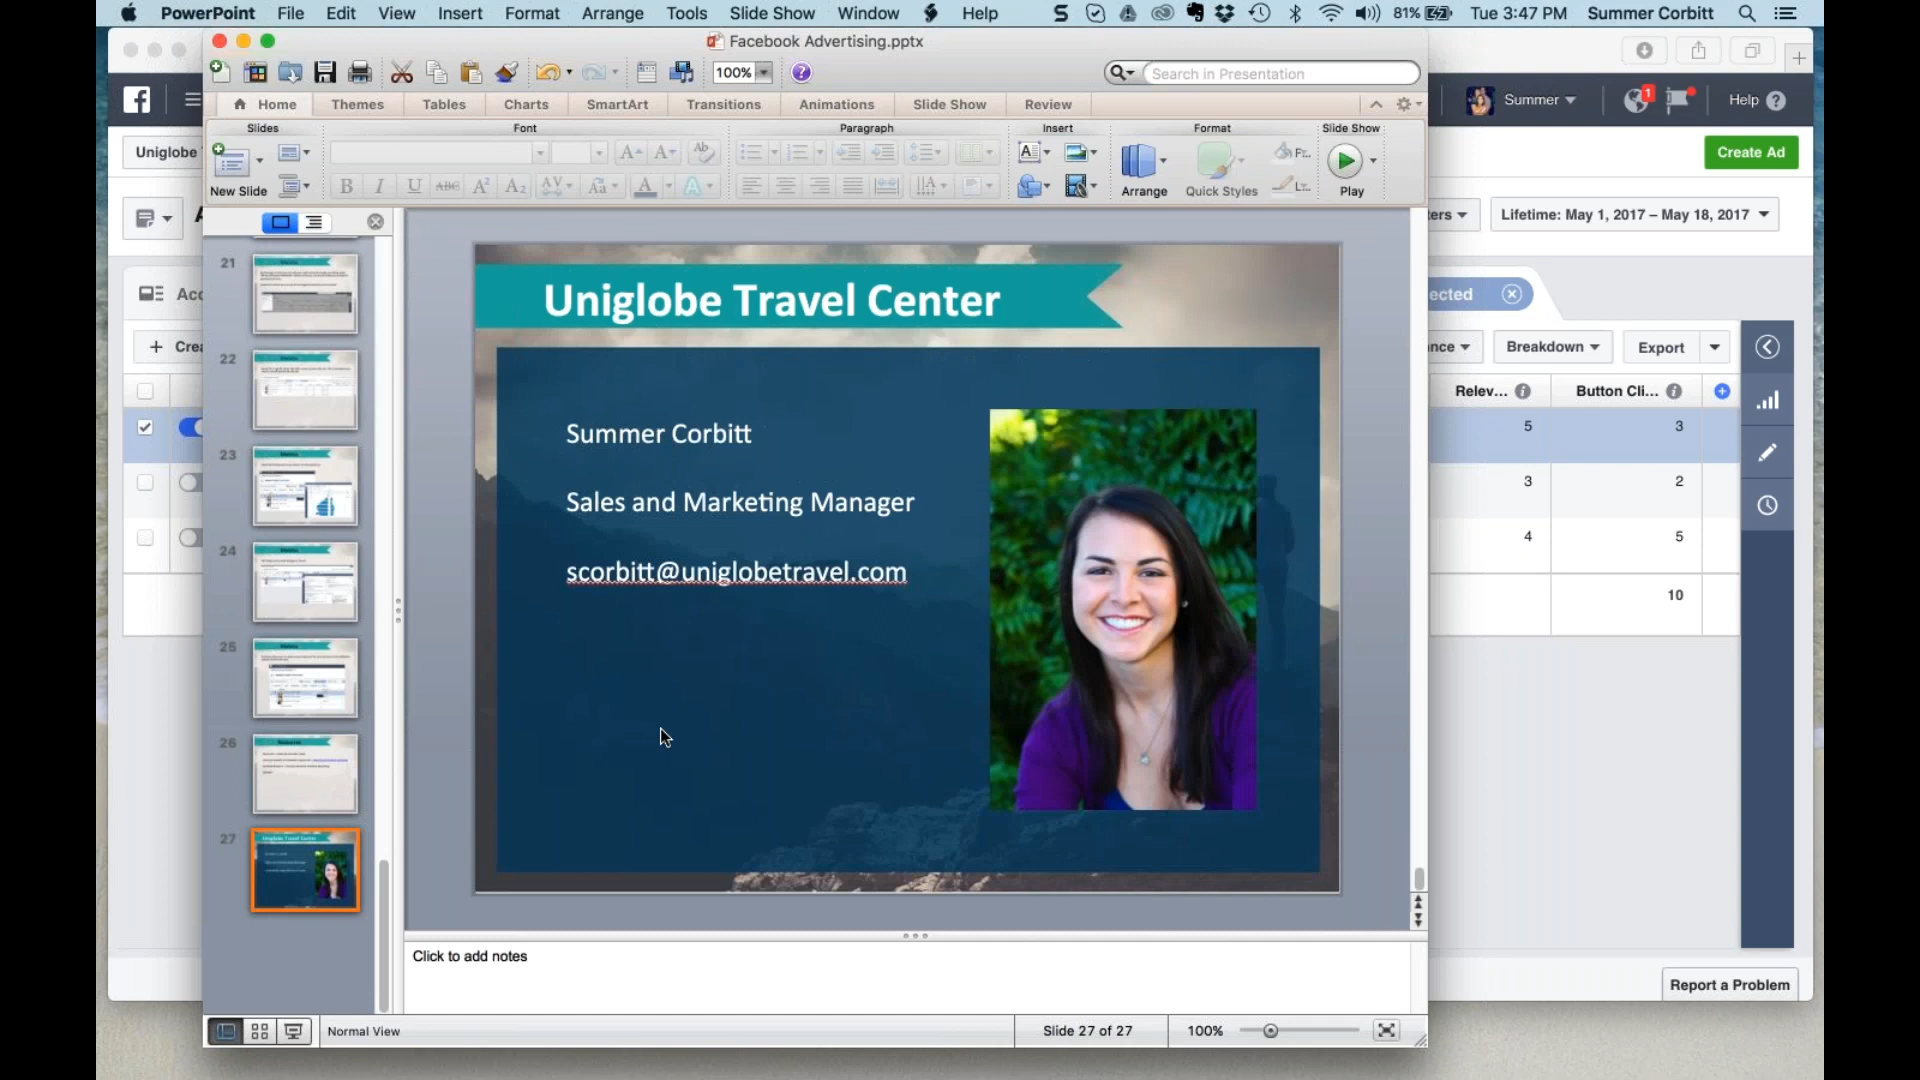 PowerPoint File Edit View Insert Format Arrange Tools Slide Show Window Help 81% Tue 3:47 PM Summer Corbitt
Facebook Advertising.pptx
100% Search in Presentation
Home Themes Tables Charts SmartArt Transitions Animations Slide Show Review
Slides Font Paragraph Insert Format Slide Show
New Slide Arrange Quick Styles Play
Summer 1 Help
Uniglobe Create Ad
Lifetime: May 1, 2017 – May 18, 2017
Breakdown Export
Relev... Button Cli...
5 3
3 2
4 5
10
21
22
23
24
25
26
27
Uniglobe Travel Center
Summer Corbitt
Sales and Marketing Manager
scorbitt@uniglobetravel.com
Click to add notes
Report a Problem
Normal View Slide 27 of 27 100%